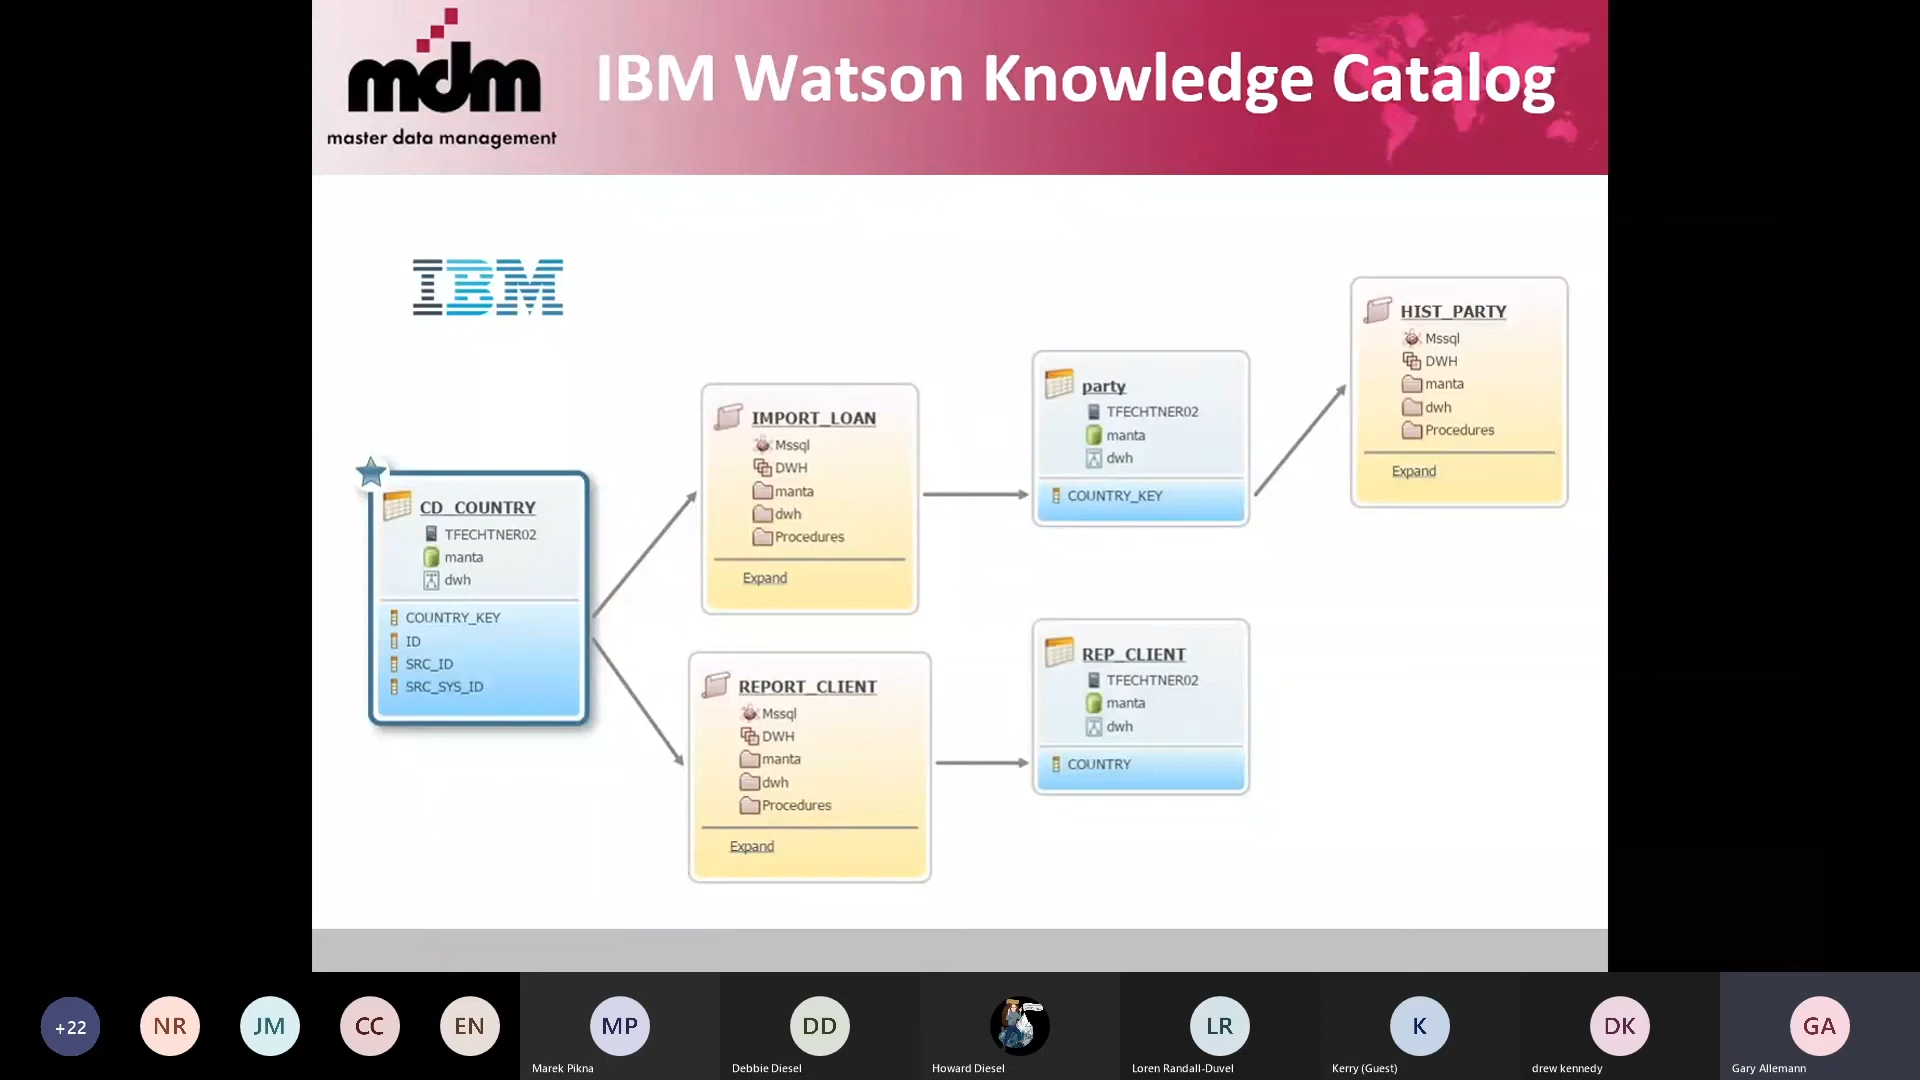 mdm
master data management
IBM Watson Knowledge Catalog
IBM
CD_COUNTRY
TFECHTNER02
manta
dwh
COUNTRY_KEY
ID
SRC_ID
SRC_SYS_ID
IMPORT_LOAN
Mssql
DWH
manta
dwh
Procedures
Expand
REPORT_CLIENT
Mssql
DWH
manta
dwh
Procedures
Expand
party
TFECHTNER02
manta
dwh
COUNTRY_KEY
REP_CLIENT
TFECHTNER02
manta
dwh
COUNTRY
HIST_PARTY
Mssql
DWH
manta
dwh
Procedures
Expand
+22
NR
JM
CC
EN
MP
Marek Pikna
DD
Debbie Diesel
Howard Diesel
LR
Loren Randall-Duvel
K
Kerry (Guest)
DK
drew kennedy
GA
Gary Allemann